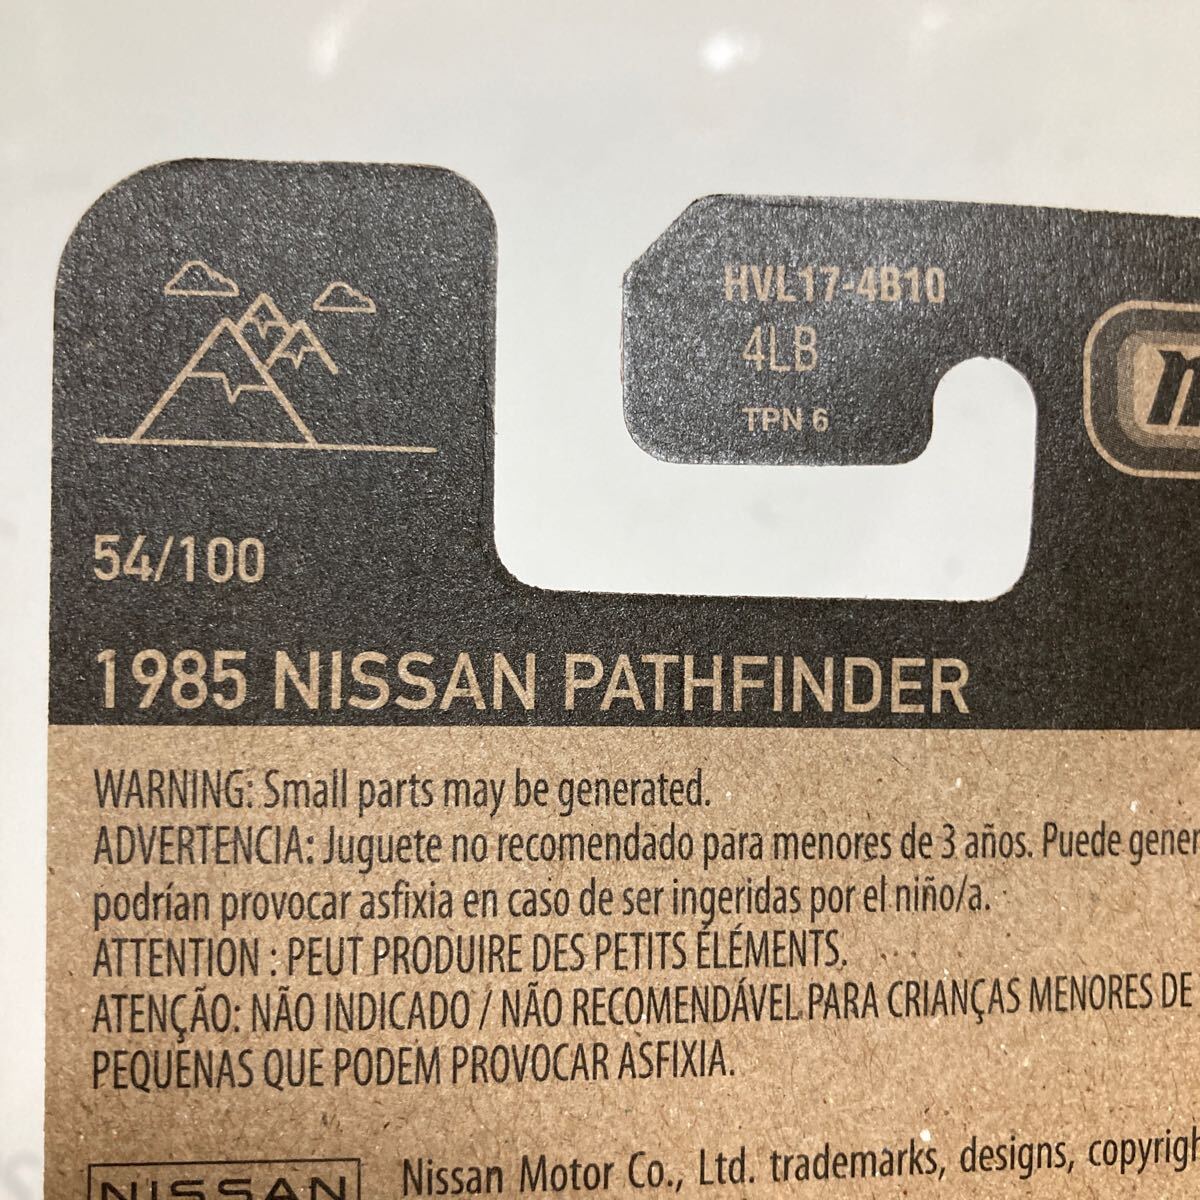 HVL17-4B10
4LB
TPN 6
54/100
1985 NISSAN PATHFINDER
WARNING: Small parts may be generated.
ADVERTENCIA: Juguete no recomendado para menores de 3 años. Puede gener
podrían provocar asfixia en caso de ser ingeridas por el niño/a.
ATTENTION : PEUT PRODUIRE DES PETITS ÉLÉMENTS.
ATENÇÃO: NÃO INDICADO / NÃO RECOMENDÁVEL PARA CRIANÇAS MENORES DE
PEQUENAS QUE PODEM PROVOCAR ASFIXIA.
NISSAN
Nissan Motor Co., Ltd. trademarks, designs, copyrigh